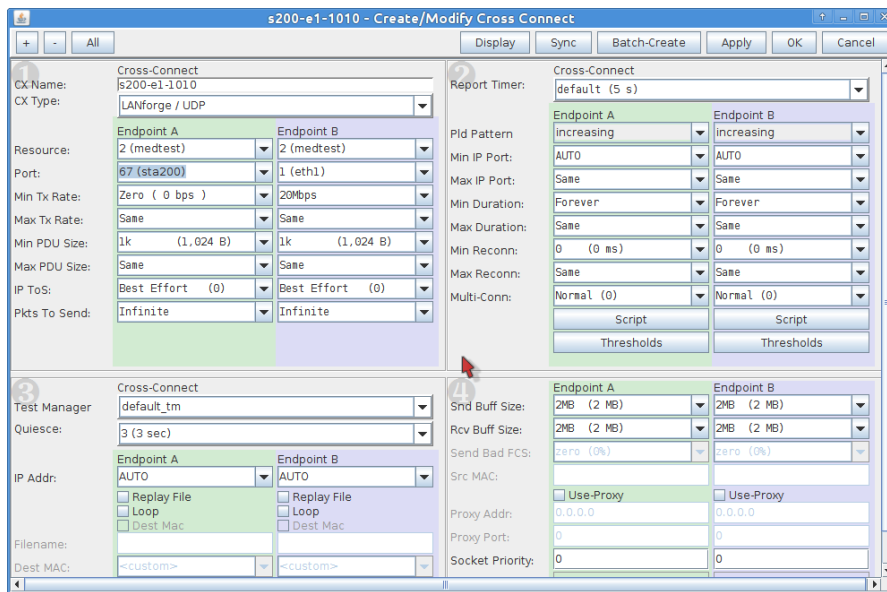 s200-e1-1010 - Create/Modify Cross Connect
+ - All Display Sync Batch-Create Apply OK Cancel
1
Cross-Connect
CX Name: s200-e1-1010
CX Type: LANforge / UDP
Endpoint A Endpoint B
Resource: 2 (medtest) 2 (medtest)
Port: 67 (sta200) 1 (eth1)
Min Tx Rate: Zero ( 0 bps ) 20Mbps
Max Tx Rate: Same Same
Min PDU Size: 1k (1,024 B) 1k (1,024 B)
Max PDU Size: Same Same
IP ToS: Best Effort (0) Best Effort (0)
Pkts To Send: Infinite Infinite
2
Cross-Connect
Report Timer: default (5 s)
Endpoint A Endpoint B
Pld Pattern increasing increasing
Min IP Port: AUTO AUTO
Max IP Port: Same Same
Min Duration: Forever Forever
Max Duration: Same Same
Min Reconn: 0 (0 ms) 0 (0 ms)
Max Reconn: Same Same
Multi-Conn: Normal (0) Normal (0)
Script Script
Thresholds Thresholds
3
Cross-Connect
Test Manager default_tm
Quiesce: 3 (3 sec)
Endpoint A Endpoint B
IP Addr: AUTO AUTO
Replay File Replay File
Loop Loop
Dest Mac Dest Mac
Filename:
Dest MAC: <custom> <custom>
4
Endpoint A Endpoint B
Snd Buff Size: 2MB (2 MB) 2MB (2 MB)
Rcv Buff Size: 2MB (2 MB) 2MB (2 MB)
Send Bad FCS: zero (0%) zero (0%)
Src MAC:
Use-Proxy Use-Proxy
Proxy Addr: 0.0.0.0 0.0.0.0
Proxy Port: 0 0
Socket Priority: 0 0